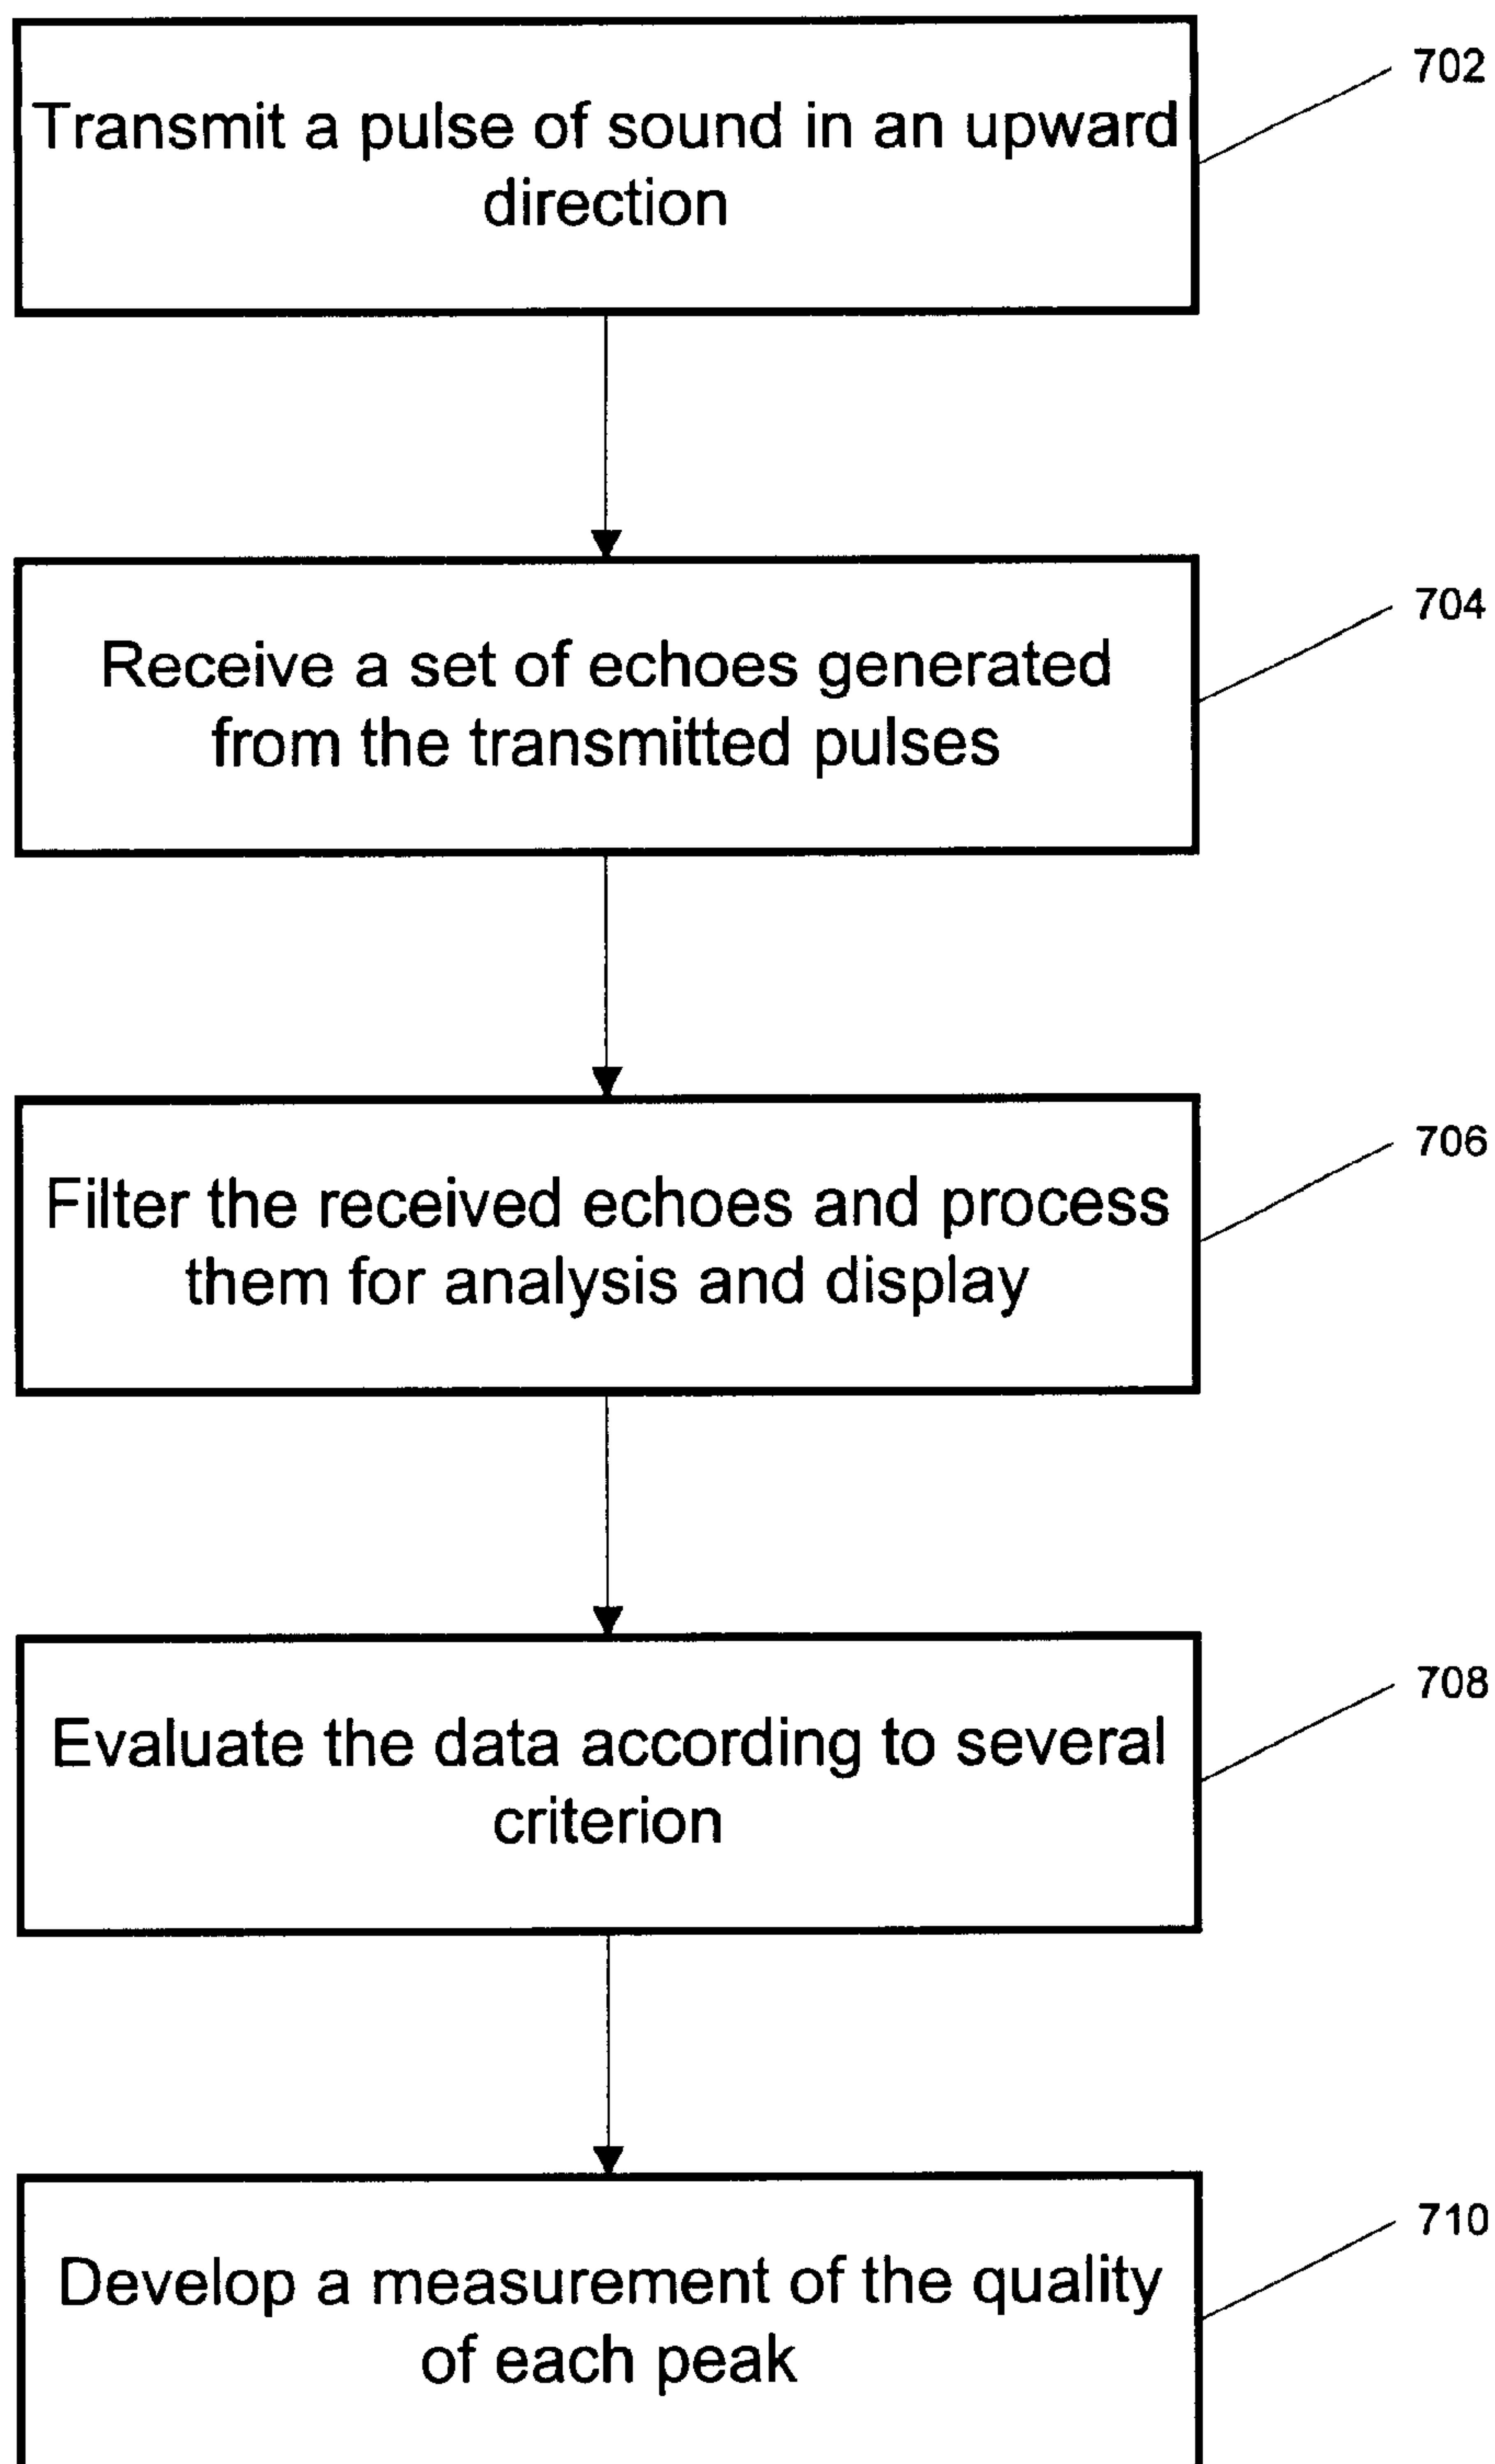 702
Transmit a pulse of sound in an upward
direction
704
Receive a set of echoes generated
from the transmitted pulses
706
Filter the received echoes and process
them for analysis and display
708
Evaluate the data according to several
criterion
710
Develop a measurement of the quality
of each peak